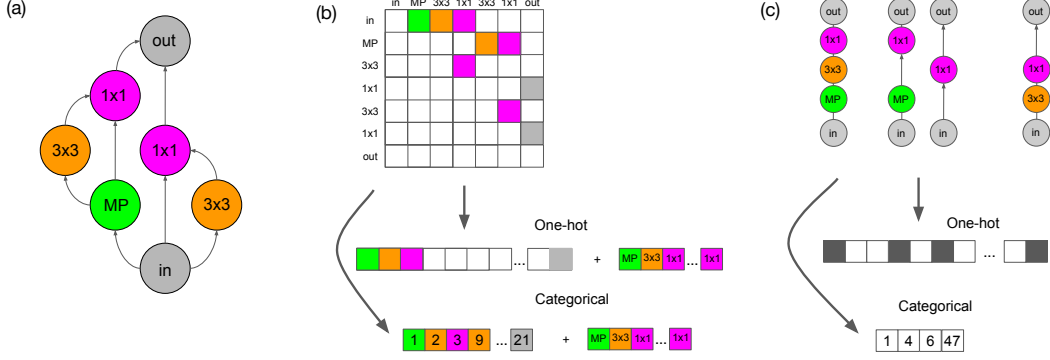 (a)
out
1x1
3x3
1x1
MP
3x3
in
(b)
in MP 3x3 1x1 3x3 1x1 out
in
MP
3x3
1x1
3x3
1x1
out
One-hot
... + MP 3x3 1x1 ... 1x1
Categorical
1 2 3 9 ... 21 + MP 3x3 1x1 ... 1x1
(c)
out out out out
1x1 1x1
3x3 1x1 1x1
MP MP 3x3
in in in in
One-hot
...
Categorical
1 4 6 47